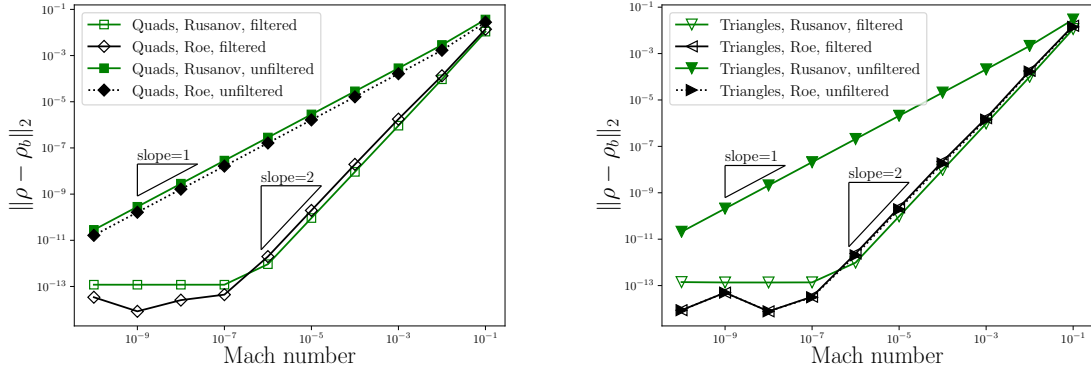 Quads, Rusanov, filtered
Quads, Roe, filtered
Quads, Rusanov, unfiltered
Quads, Roe, unfiltered
slope=1
slope=2
10⁻¹
10⁻³
10⁻⁵
10⁻⁷
10⁻⁹
10⁻¹¹
10⁻¹³
||ρ − ρ_b||₂
10⁻⁹ 10⁻⁷ 10⁻⁵ 10⁻³ 10⁻¹
Mach number
Triangles, Rusanov, filtered
Triangles, Roe, filtered
Triangles, Rusanov, unfiltered
Triangles, Roe, unfiltered
slope=1
slope=2
10⁻¹
10⁻³
10⁻⁵
10⁻⁷
10⁻⁹
10⁻¹¹
10⁻¹³
||ρ − ρ_b||₂
10⁻⁹ 10⁻⁷ 10⁻⁵ 10⁻³ 10⁻¹
Mach number